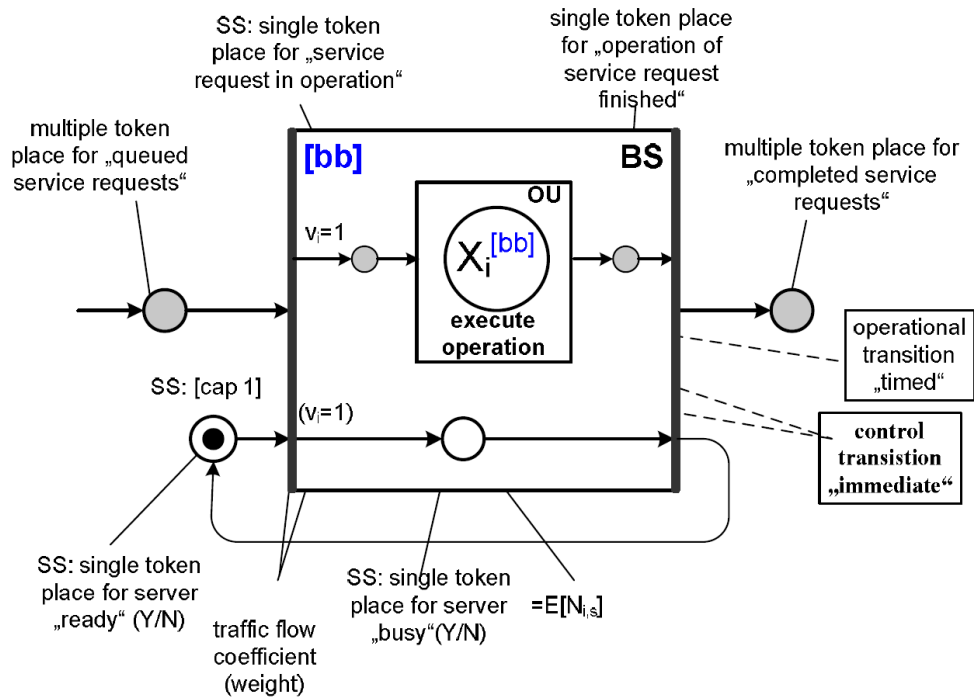 SS: single token
place for „service
request in operation“
single token place
for „operation of
service request
finished“
multiple token
place for „queued
service requests“
multiple token place for
„completed service
requests“
[bb]
BS
OU
vᵢ=1
Xᵢ[bb]
execute
operation
operational
transition
„timed“
SS: [cap 1]
(vᵢ=1)
control
transistion
„immediate“
SS: single token
place for server
„ready“ (Y/N)
traffic flow
coefficient
(weight)
SS: single token
place for server
„busy“(Y/N)
=E[Nᵢ,ₛ]